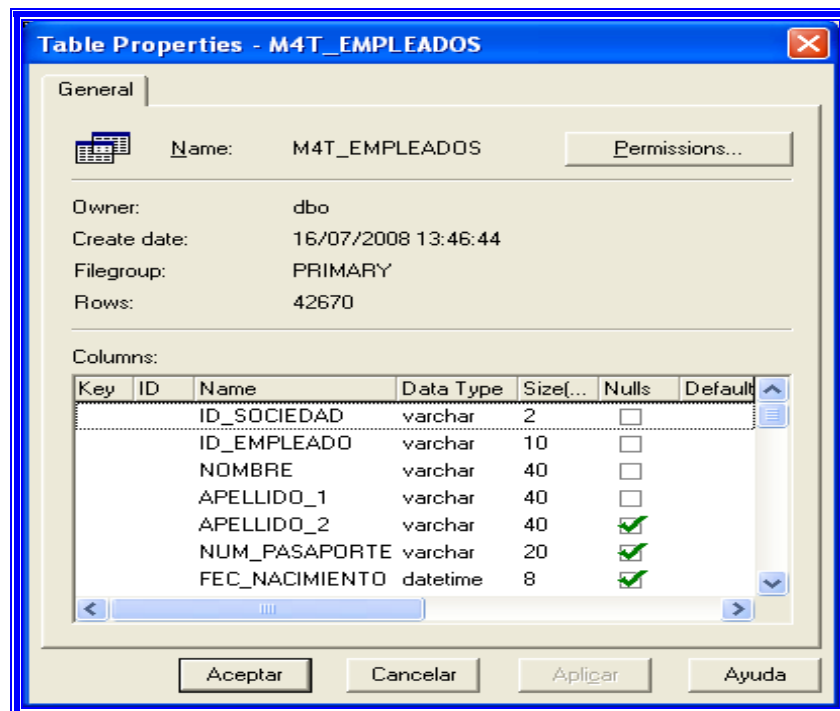 Table Properties - M4T_EMPLEADOS
General
Name: M4T_EMPLEADOS Permissions...
Owner: dbo
Create date: 16/07/2008 13:46:44
Filegroup: PRIMARY
Rows: 42670
Columns:
Key ID Name Data Type Size(... Nulls Default
ID_SOCIEDAD varchar 2
ID_EMPLEADO varchar 10
NOMBRE varchar 40
APELLIDO_1 varchar 40
APELLIDO_2 varchar 40
NUM_PASAPORTE varchar 20
FEC_NACIMIENTO datetime 8
Aceptar Cancelar Aplicar Ayuda